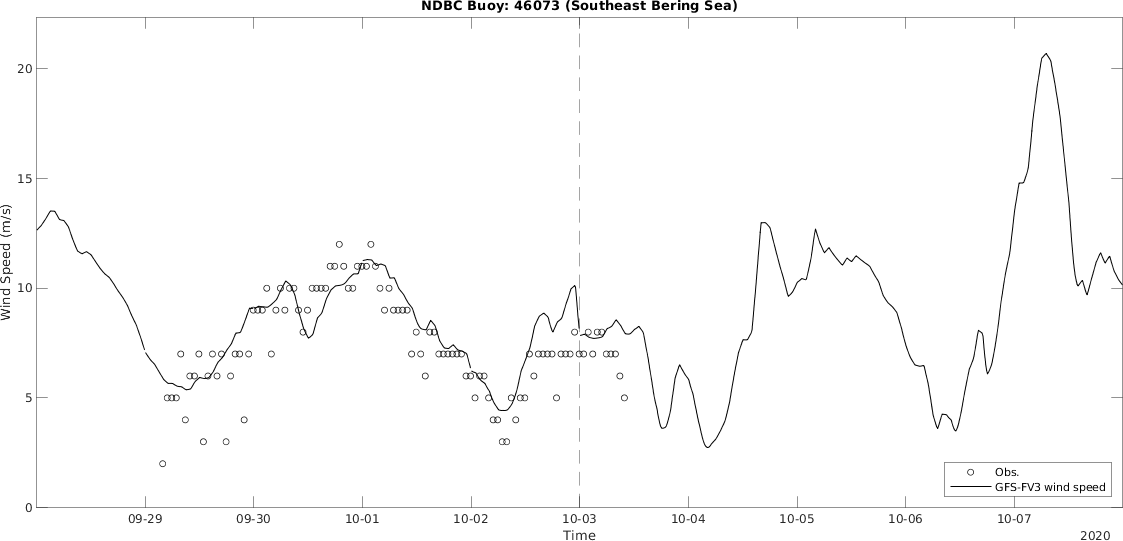 NDBC Buoy: 46073 (Southeast Bering Sea)
20
15
10
5
0
Wind Speed (m/s)
09-29 09-30 10-01 10-02 10-03 10-04 10-05 10-06 10-07
Time
2020
Obs.
GFS-FV3 wind speed